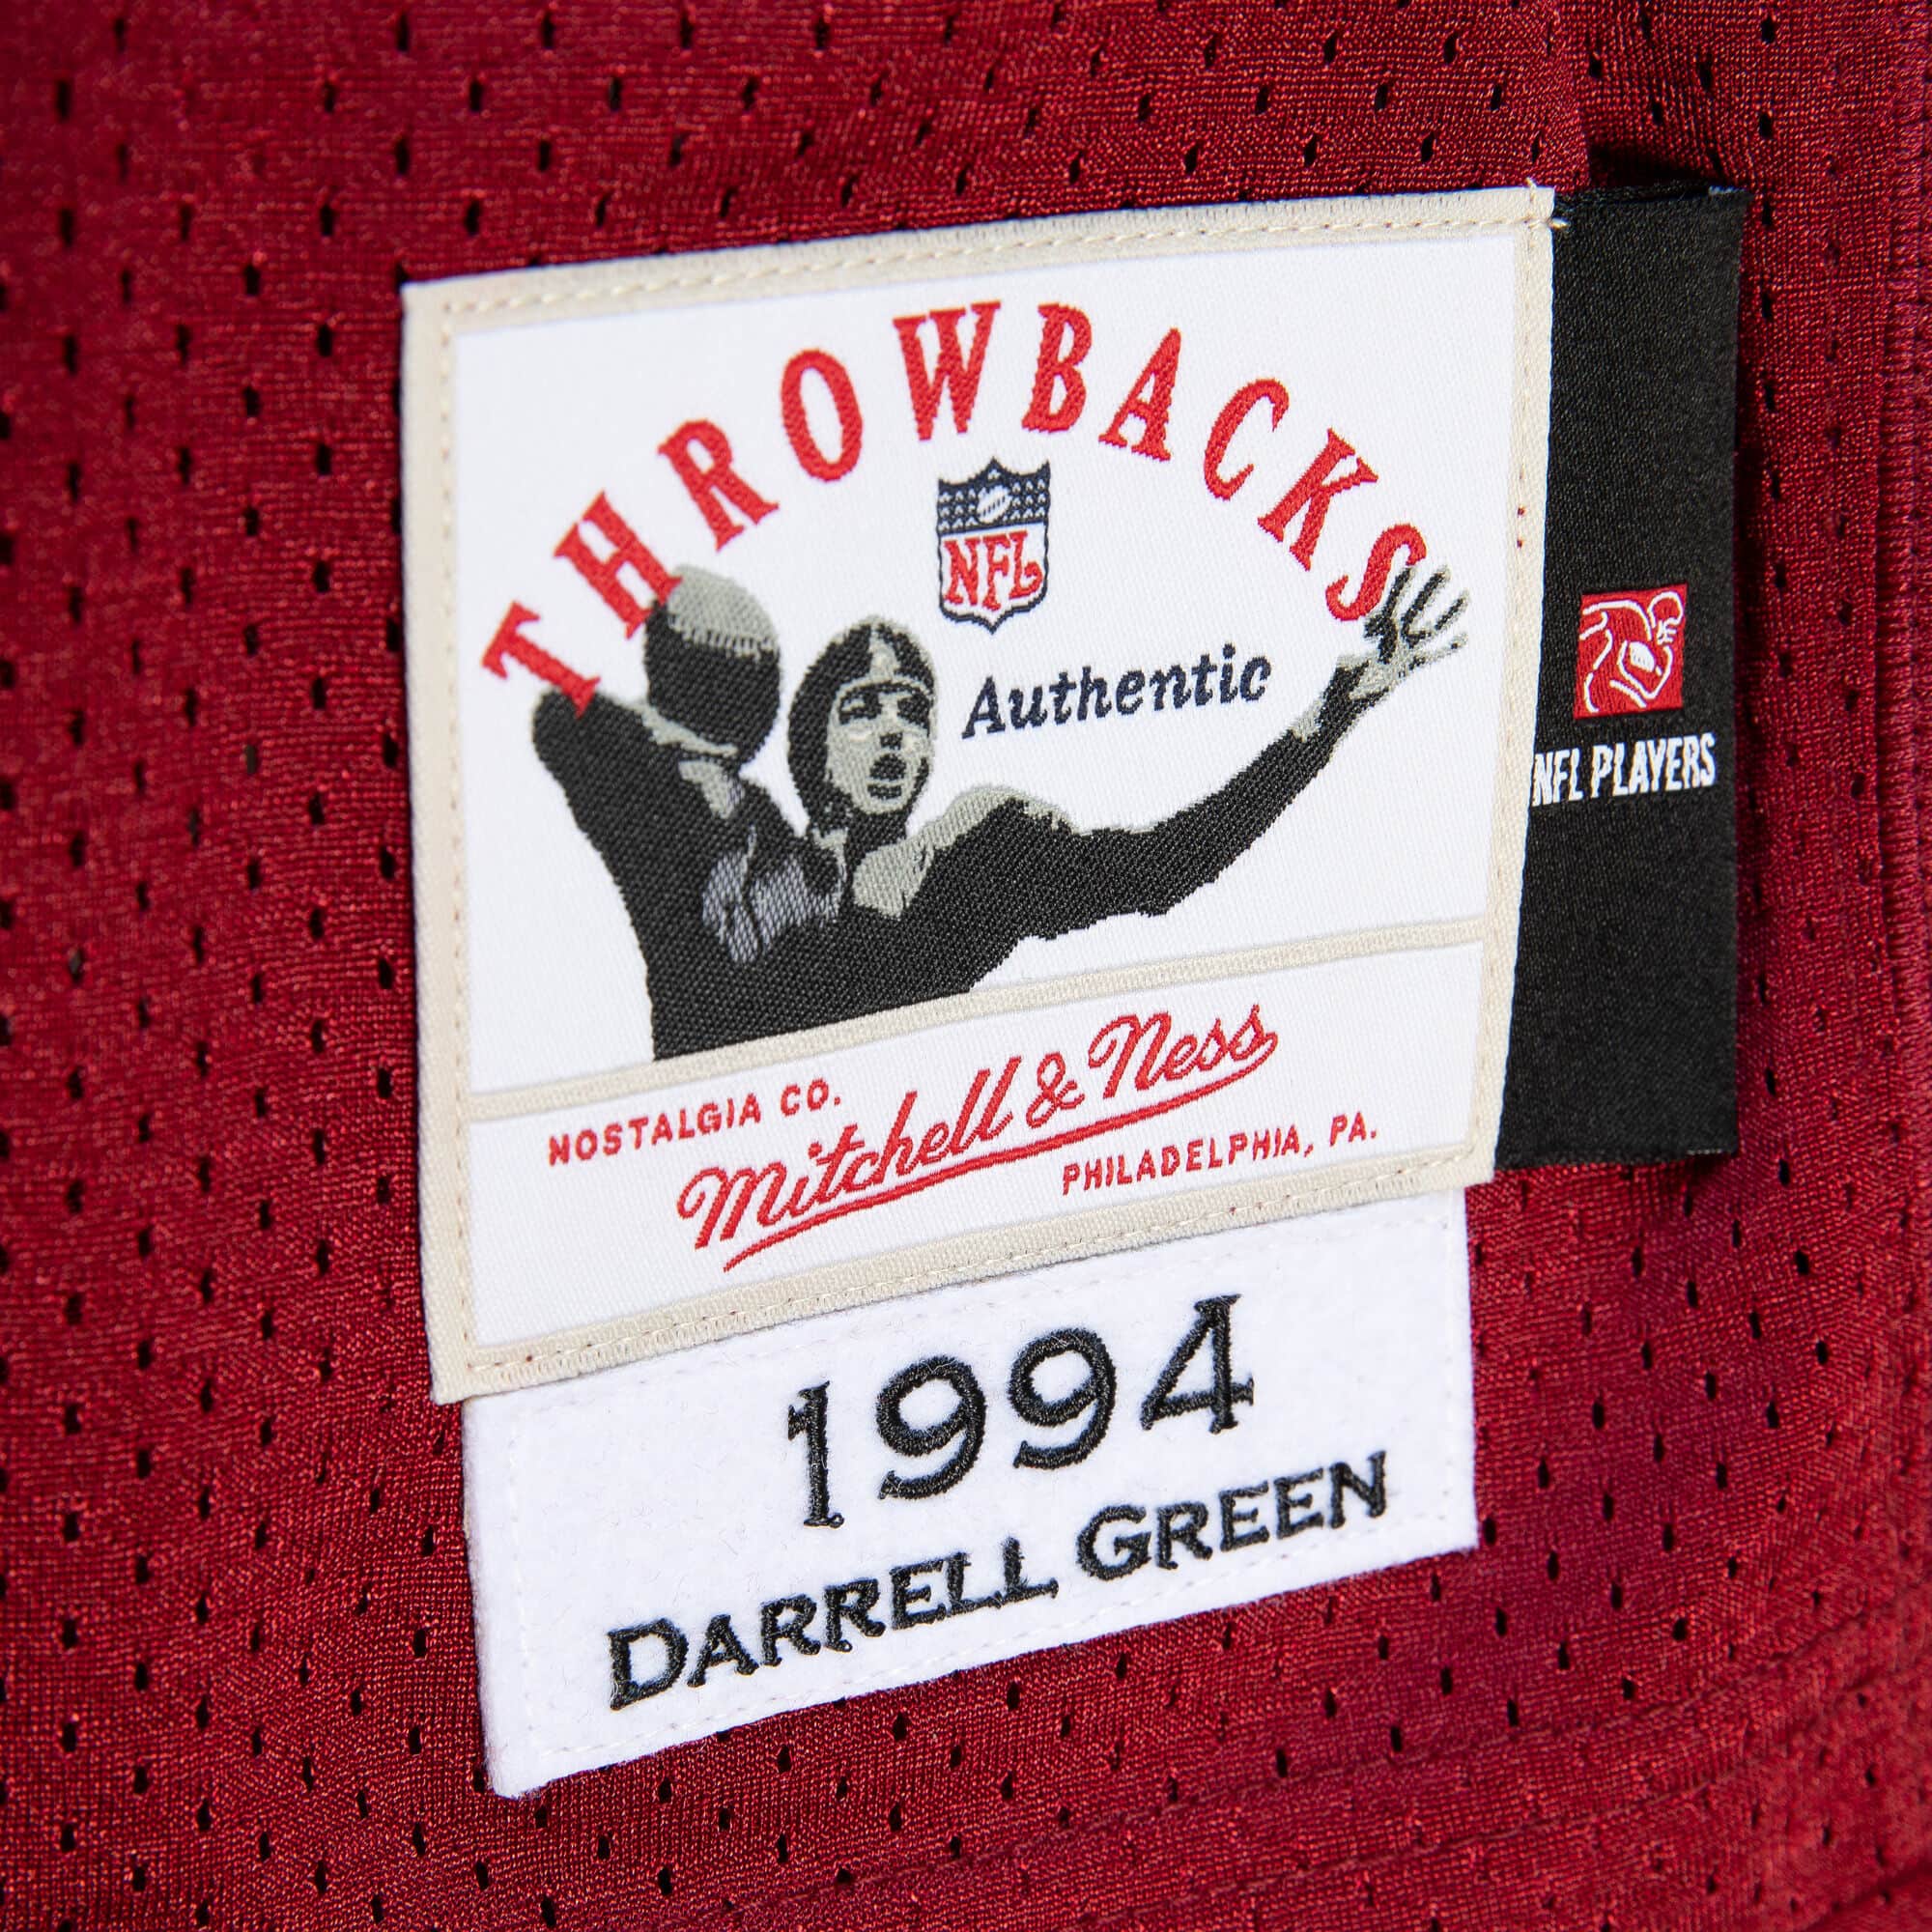 THROWBACKS
NFL
Authentic
NFL PLAYERS
NOSTALGIA CO.
Mitchell & Ness
PHILADELPHIA, PA.
1994
DARRELL GREEN